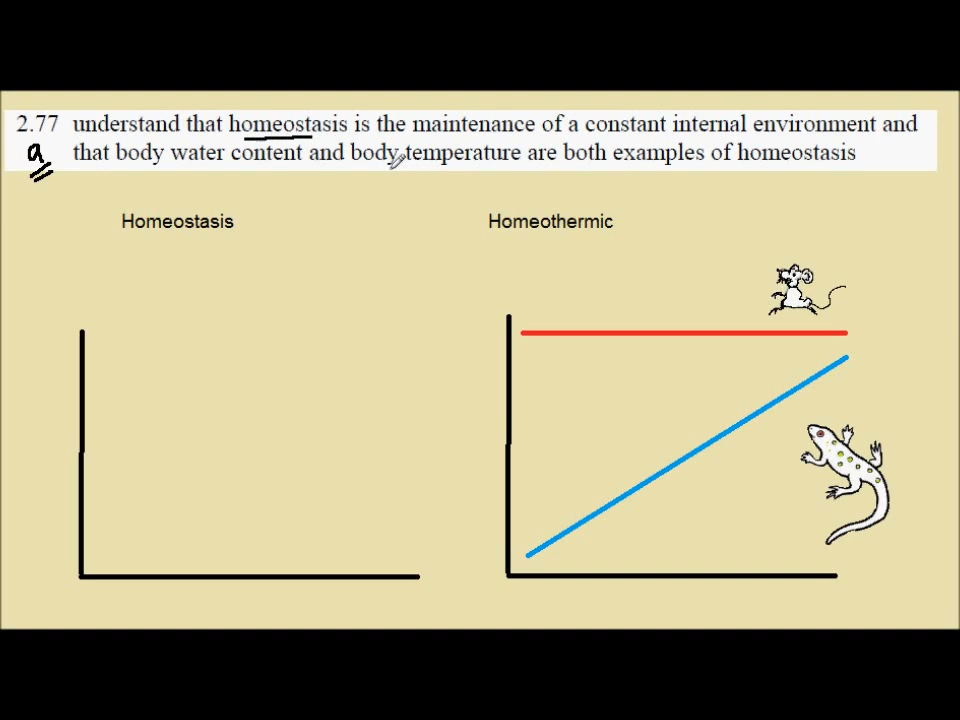 2.77 understand that homeostasis is the maintenance of a constant internal environment and
a that body water content and body temperature are both examples of homeostasis
Homeostasis Homeothermic